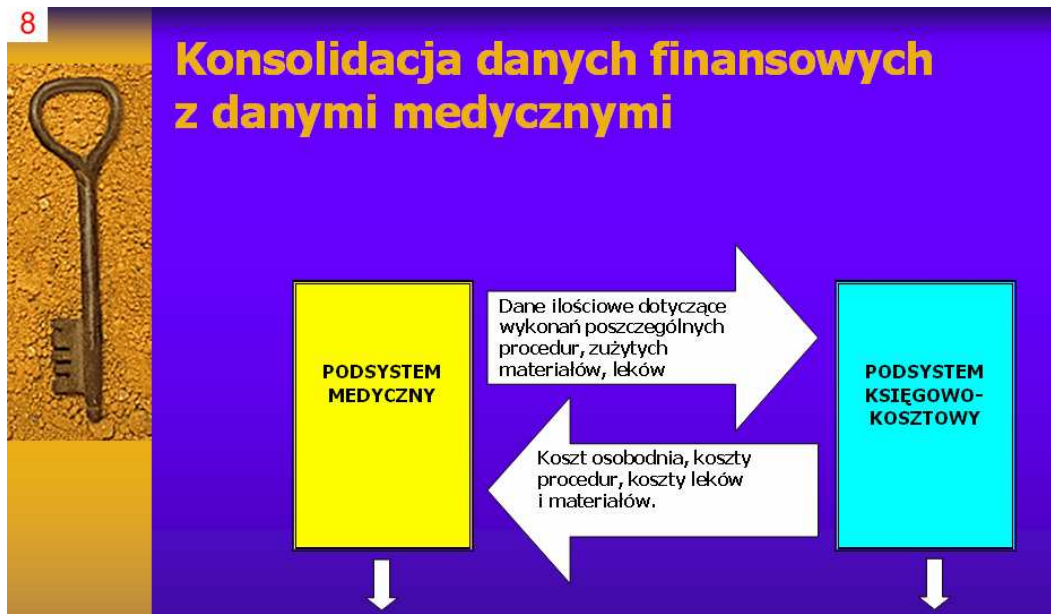 8
Konsolidacja danych finansowych
z danymi medycznymi
PODSYSTEM
MEDYCZNY
Dane ilościowe dotyczące
wykonań poszczególnych
procedur, zużytych
materiałów, leków
Koszt osobodnia, koszty
procedur, koszty leków
i materiałów.
PODSYSTEM
KSIĘGOWO-
KOSZTOWY